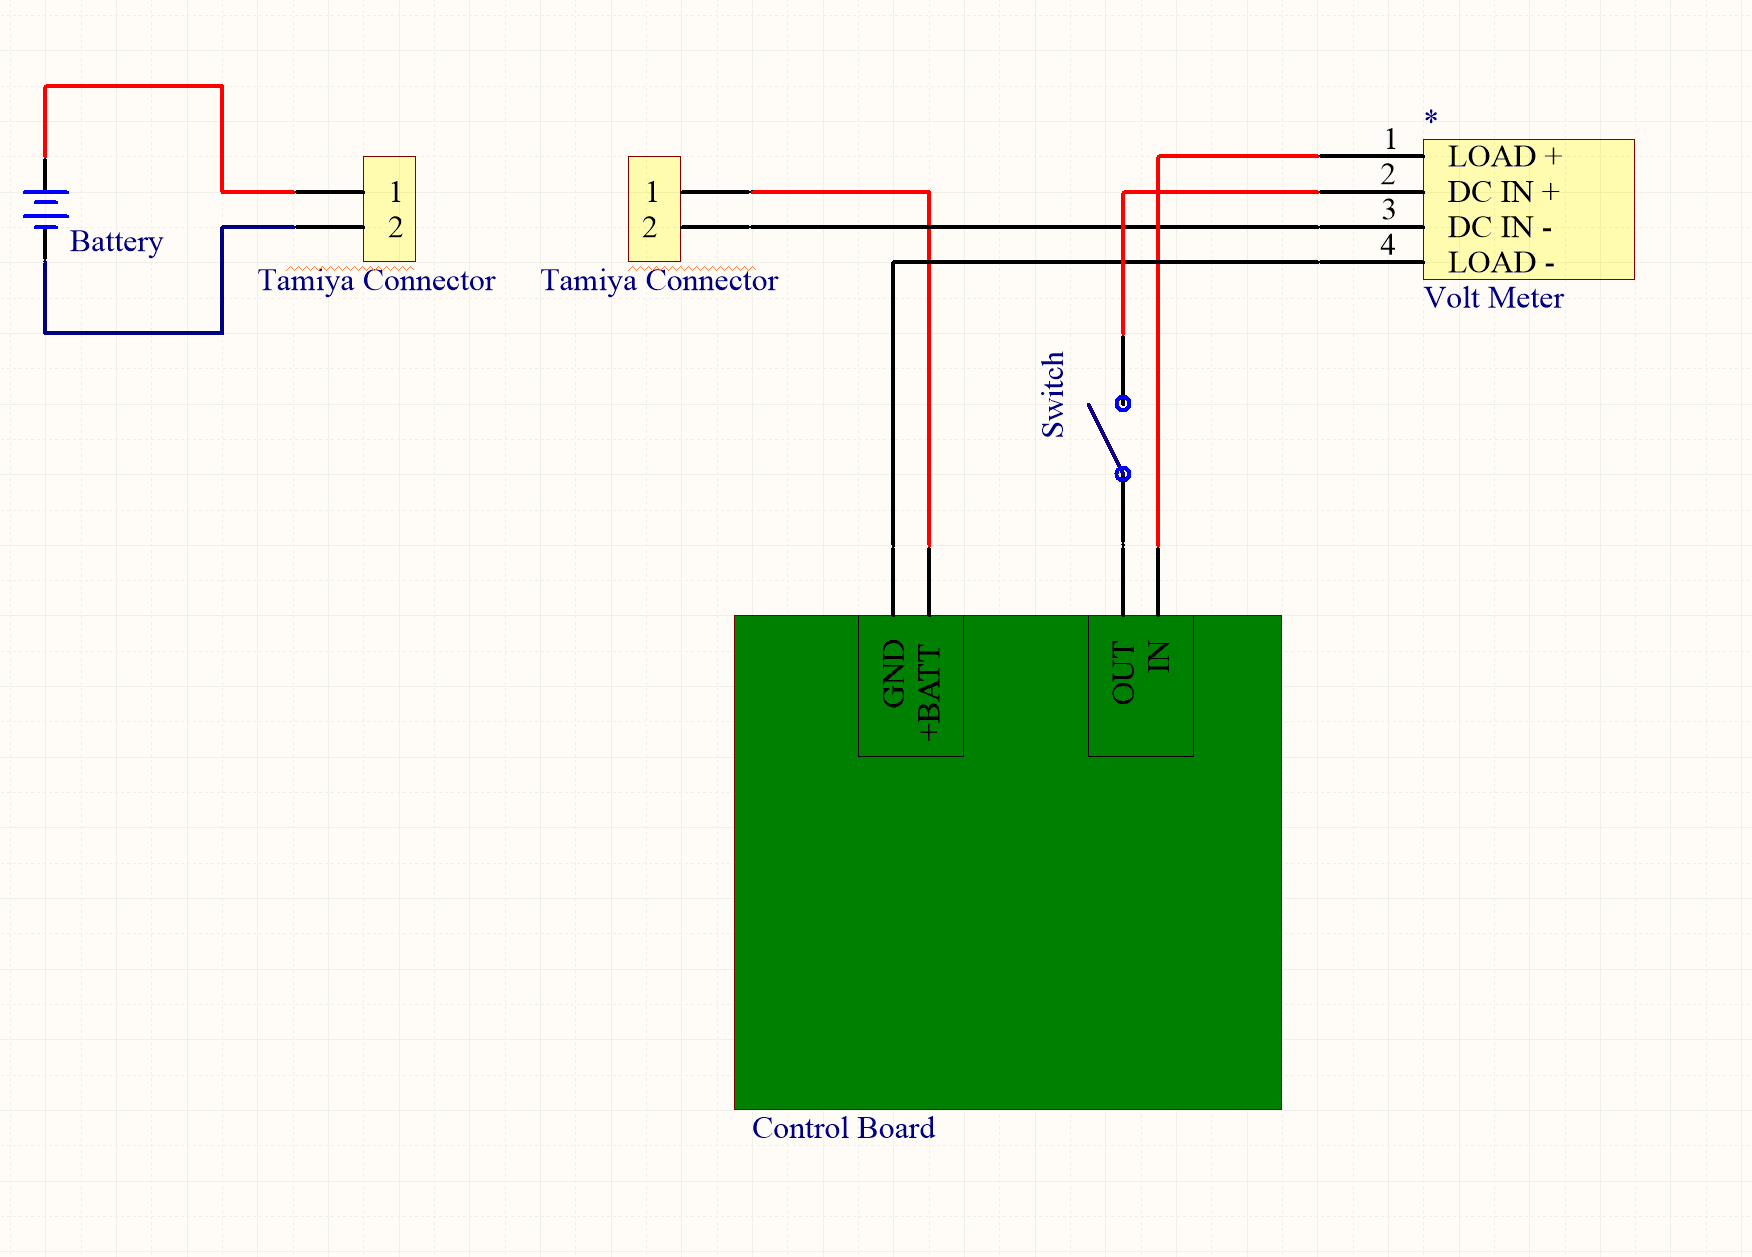 *
1
LOAD +
2
DC IN +
3
DC IN -
4
LOAD -
Volt Meter
1
2
Tamiya Connector
1
2
Tamiya Connector
Battery
Switch
GND
+BATT
OUT
IN
Control Board